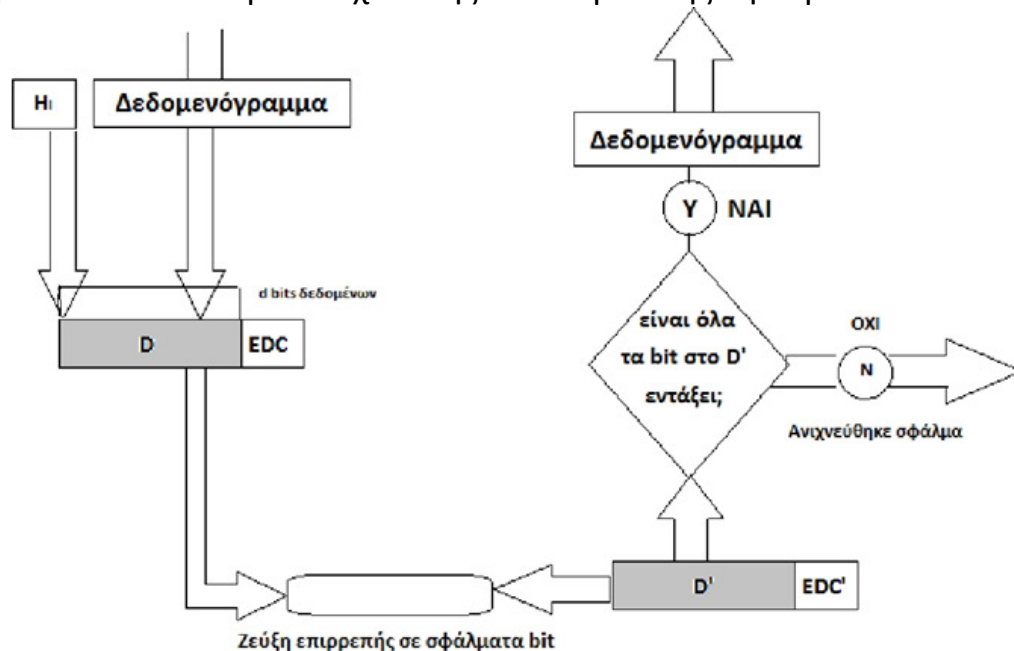 Hl
Δεδομενόγραμμα
d bits δεδομένων
D
EDC
Δεδομενόγραμμα
Y
ΝΑΙ
είναι όλα
τα bit στο D'
εντάξει;
ΟΧΙ
N
Ανιχνεύθηκε σφάλμα
D'
EDC'
Ζεύξη επιρρεπής σε σφάλματα bit